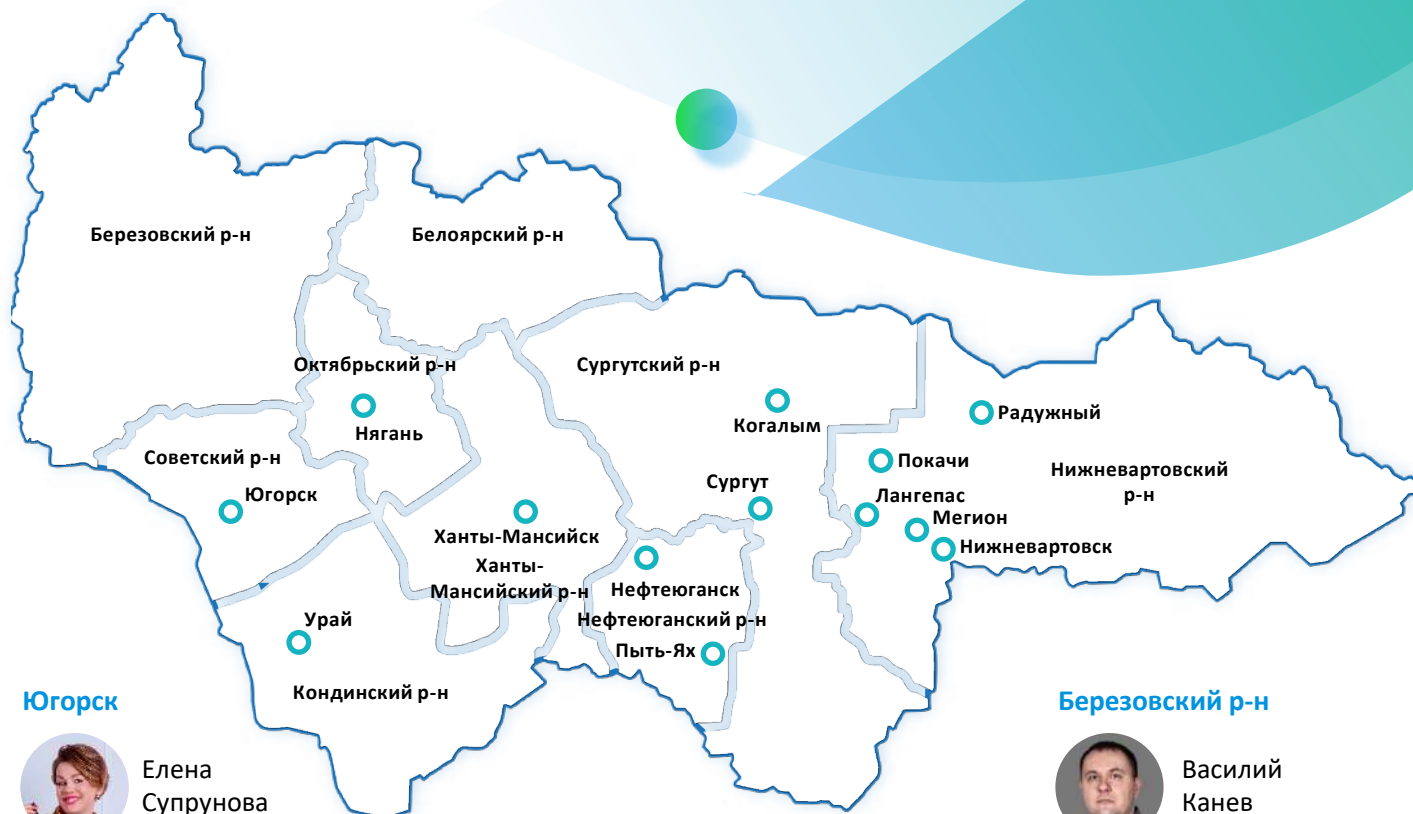 Березовский р-н
Белоярский р-н
Октябрьский р-н
Сургутский р-н
Нягань
Когалым
Радужный
Советский р-н
Югорск
Покачи
Нижневартовский
р-н
Сургут
Лангепас
Мегион
Нижневартовск
Ханты-Мансийск
Ханты-
Мансийский р-н
Нефтеюганск
Нефтеюганский р-н
Пыть-Ях
Урай
Кондинский р-н
Югорск
Елена
Супрунова
Березовский р-н
Василий
Канев